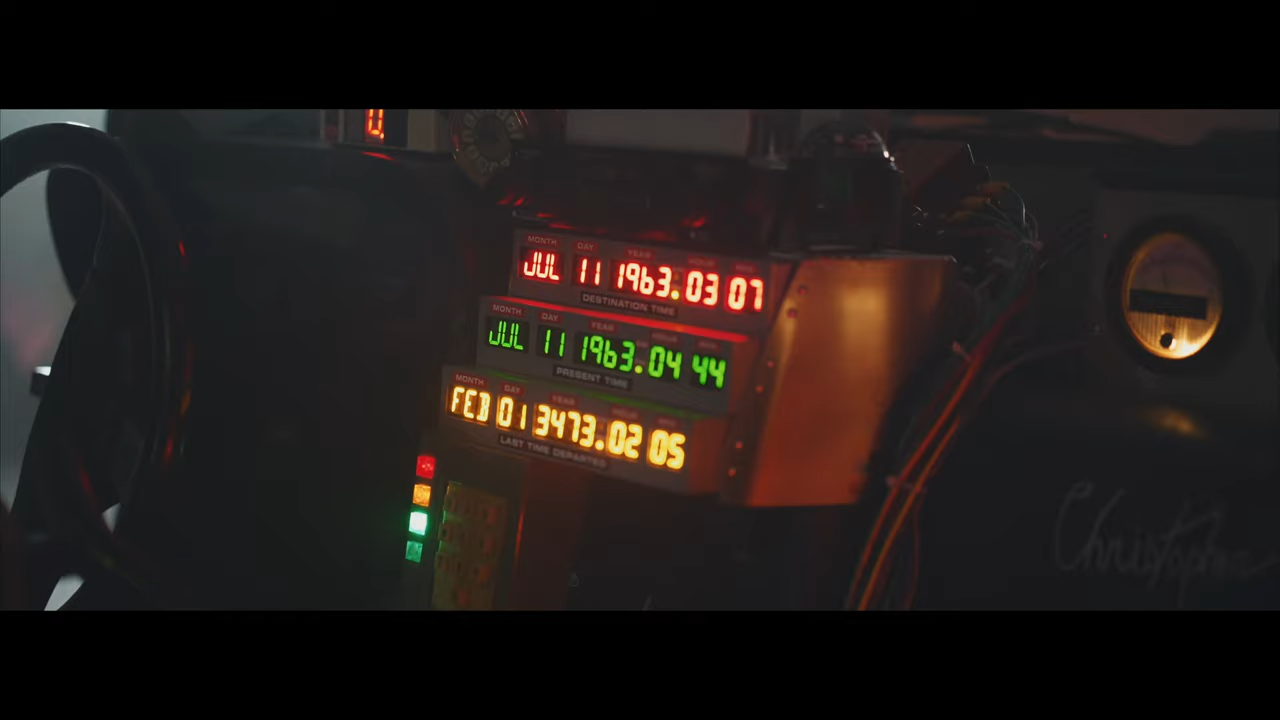 0.
MONTH DAY YEAR HOUR MIN
JUL 11 1963.03 07
DESTINATION TIME
MONTH DAY YEAR HOUR
JUL 11 1963.04 44
PRESENT TIME
MONTH DAY YEAR HOUR
FEB 01 3473.02 05
LAST TIME DEPARTED